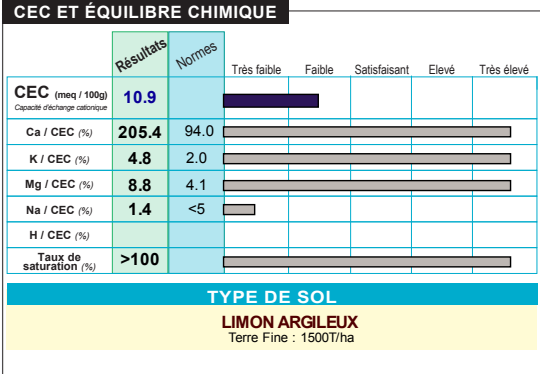 CEC ET ÉQUILIBRE CHIMIQUE
Résultats Normes
Très faible Faible Satisfaisant Elevé Très élevé
CEC (meq / 100g) 10.9
Capacité d'échange cationique
Ca / CEC (%) 205.4 94.0
K / CEC (%) 4.8 2.0
Mg / CEC (%) 8.8 4.1
Na / CEC (%) 1.4 <5
H / CEC (%)
Taux de
saturation (%) >100
TYPE DE SOL
LIMON ARGILEUX
Terre Fine : 1500T/ha